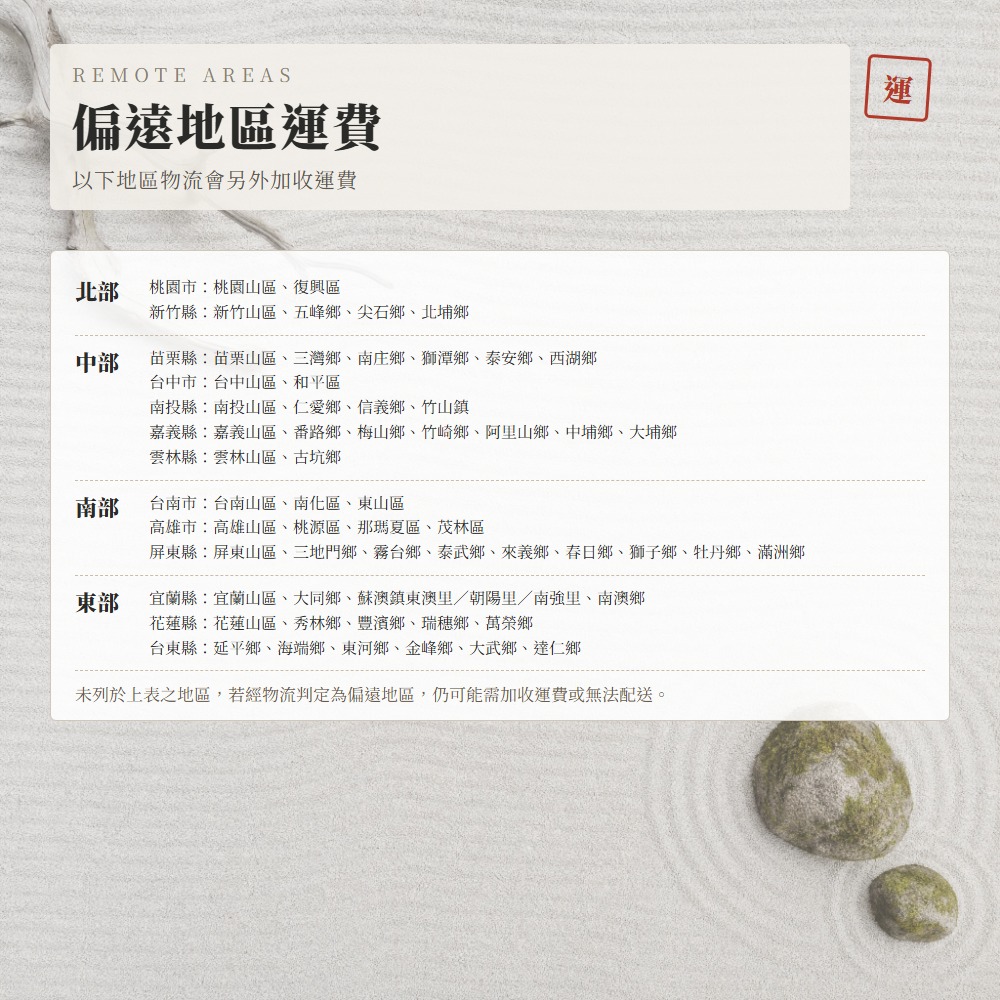 REMOTE AREAS
偏遠地區運費
以下地區物流會另外加收運費
運
北部
桃園市：桃園山區、復興區
新竹縣：新竹山區、五峰鄉、尖石鄉、北埔鄉
中部
苗栗縣：苗栗山區、三灣鄉、南庄鄉、獅潭鄉、泰安鄉、西湖鄉
台中市：台中山區、和平區
南投縣：南投山區、仁愛鄉、信義鄉、竹山鎮
嘉義縣：嘉義山區、番路鄉、梅山鄉、竹崎鄉、阿里山鄉、中埔鄉、大埔鄉
雲林縣：雲林山區、古坑鄉
南部
台南市：台南山區、南化區、東山區
高雄市：高雄山區、桃源區、那瑪夏區、茂林區
屏東縣：屏東山區、三地門鄉、霧台鄉、泰武鄉、來義鄉、春日鄉、獅子鄉、牡丹鄉、滿洲鄉
東部
宜蘭縣：宜蘭山區、大同鄉、蘇澳鎮東澳里／朝陽里／南強里、南澳鄉
花蓮縣：花蓮山區、秀林鄉、豐濱鄉、瑞穗鄉、萬榮鄉
台東縣：延平鄉、海端鄉、東河鄉、金峰鄉、大武鄉、達仁鄉
未列於上表之地區，若經物流判定為偏遠地區，仍可能需加收運費或無法配送。